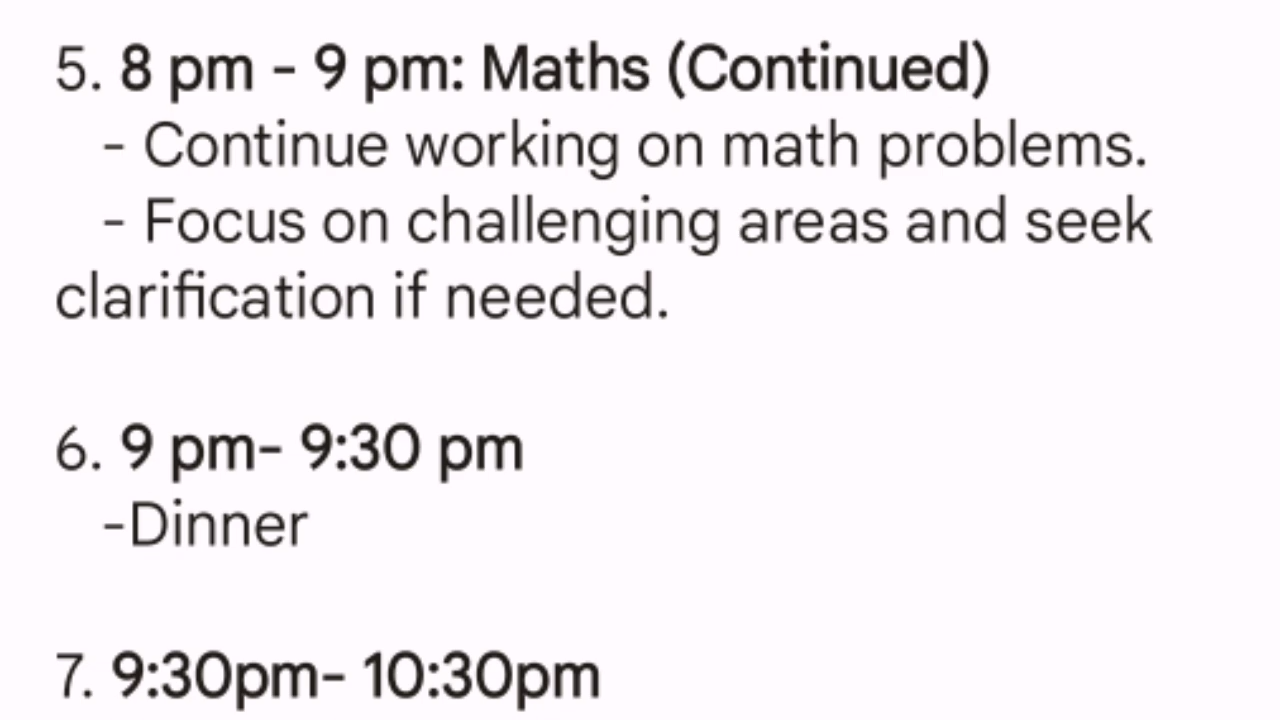 5. 8 pm - 9 pm: Maths (Continued)
- Continue working on math problems.
- Focus on challenging areas and seek
clarification if needed.
6. 9 pm- 9:30 pm
-Dinner
7. 9:30pm- 10:30pm